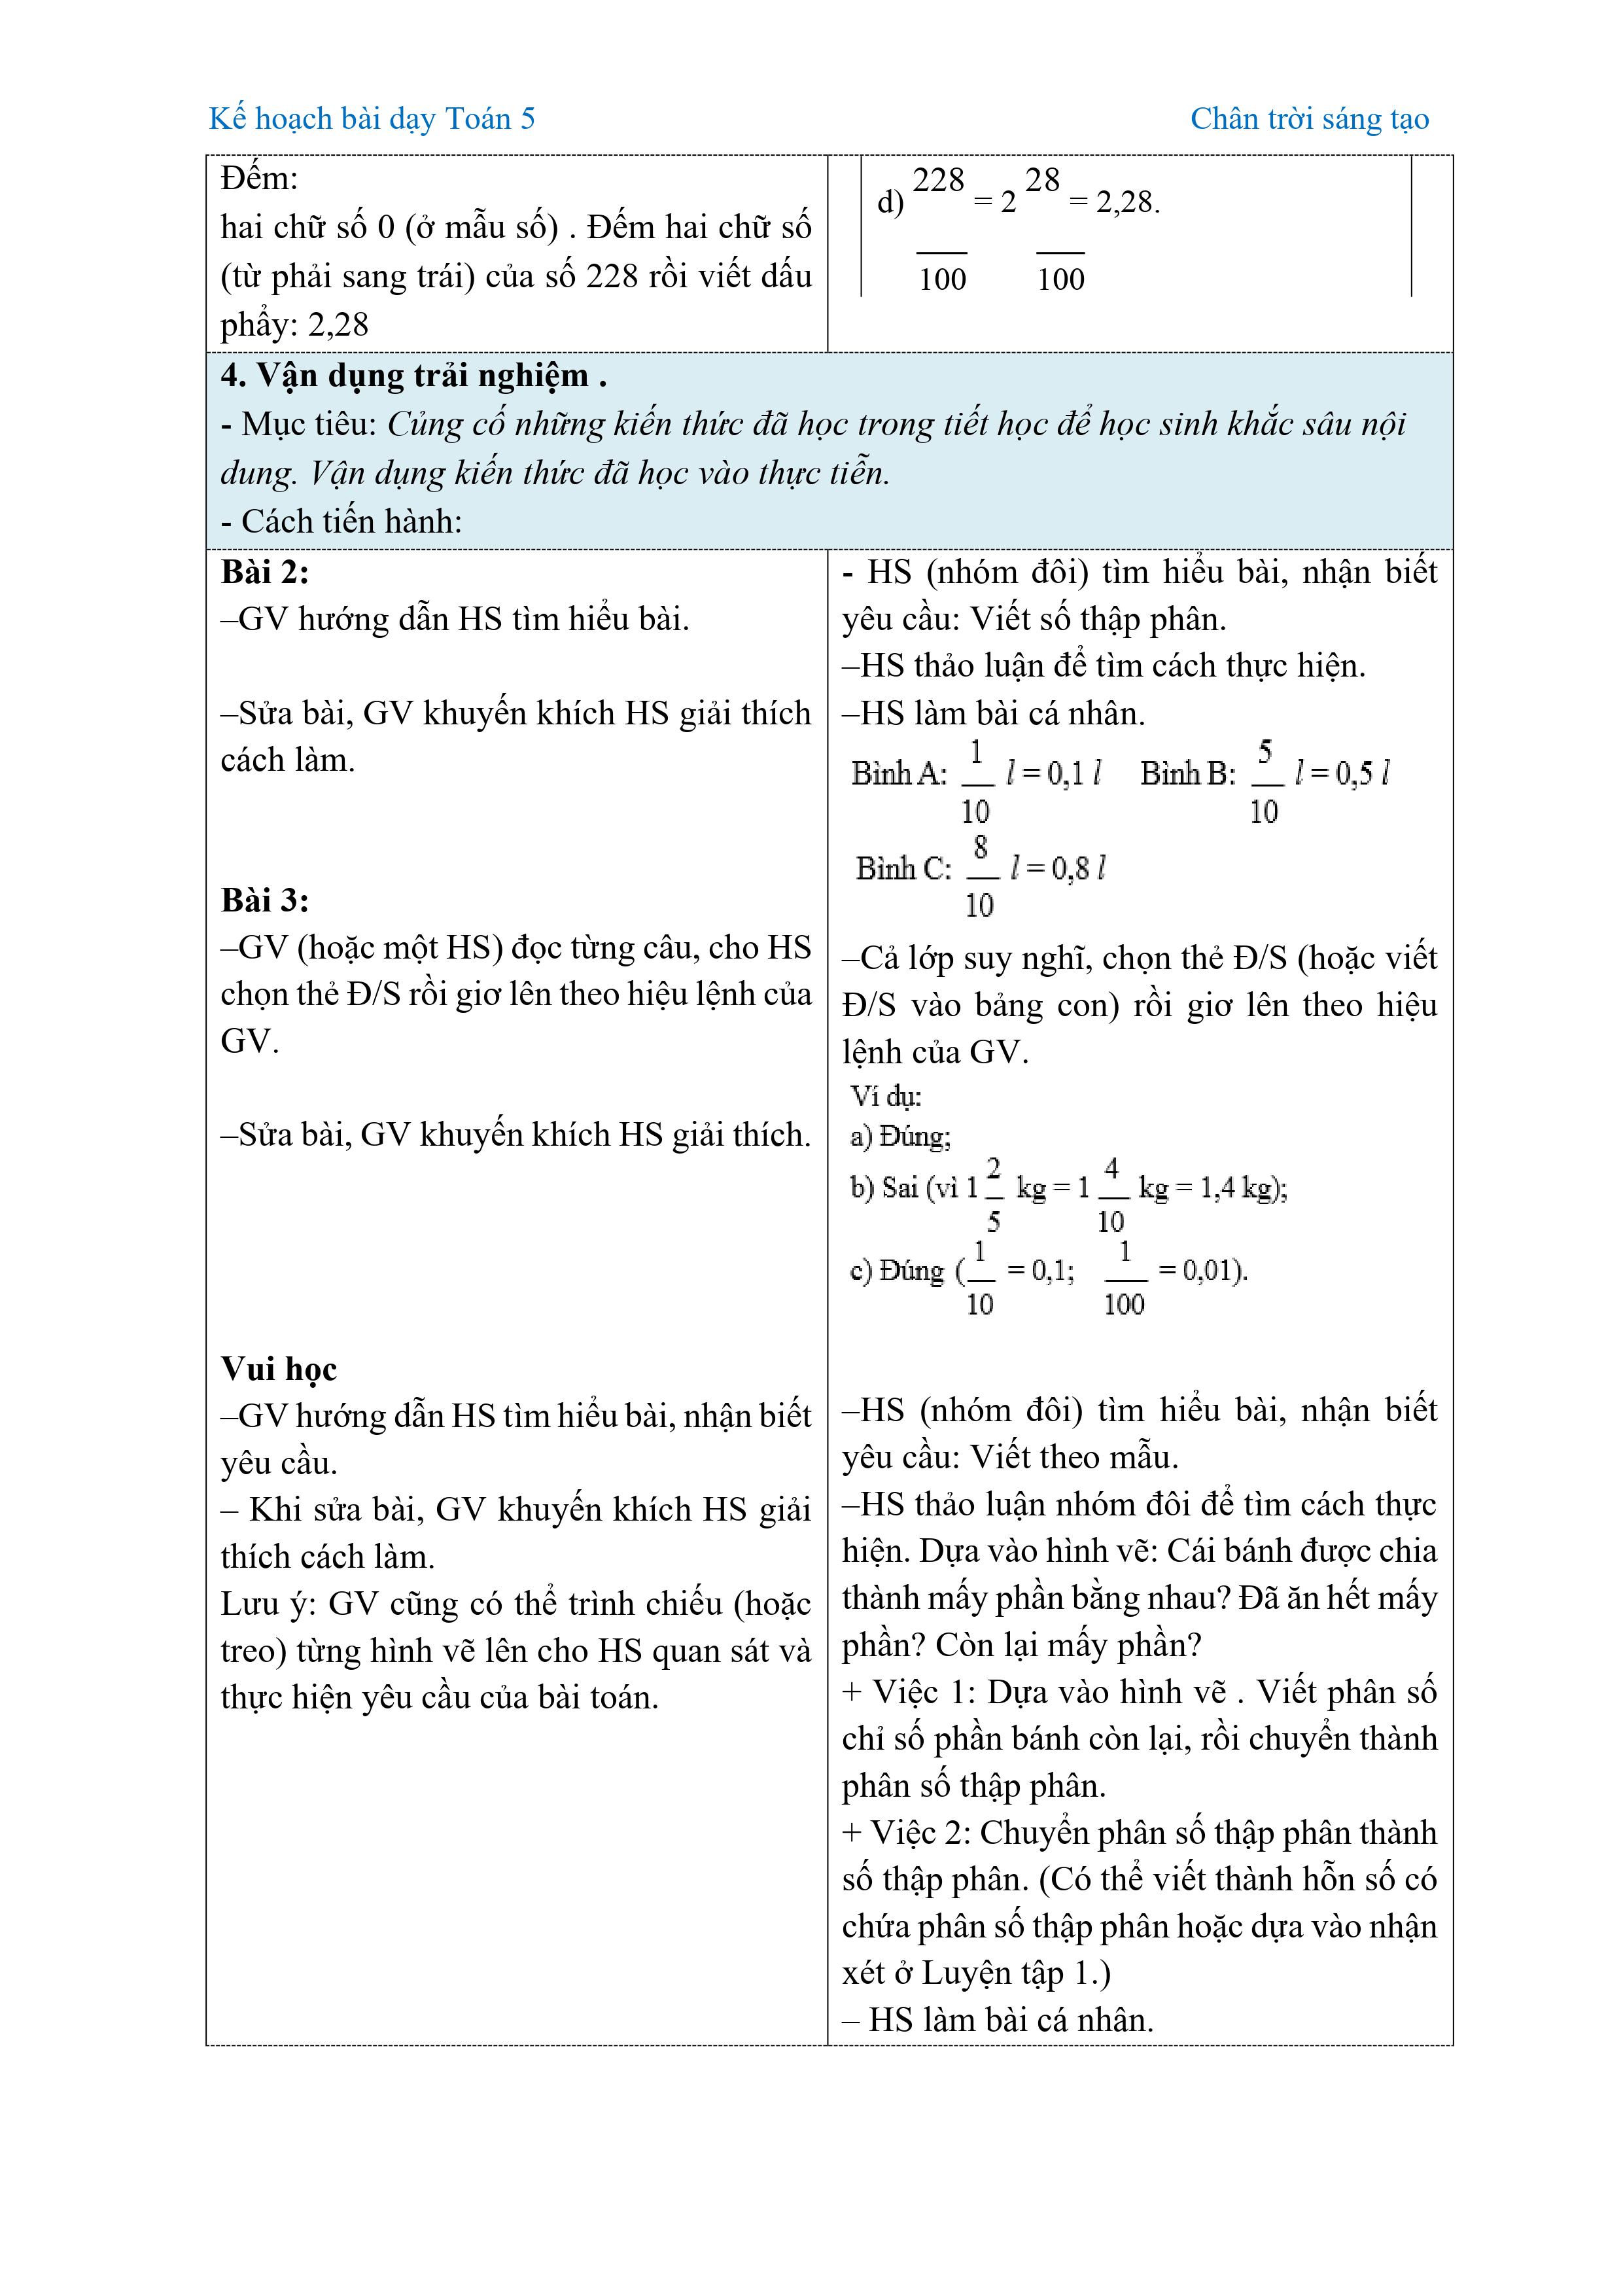 Kế hoạch bài dạy Toán 5 Chân trời sáng tạo
Đếm:
hai chữ số 0 (ở mẫu số) . Đếm hai chữ số
(từ phải sang trái) của số 228 rồi viết dấu
phẩy: 2,28
d) 228/100 = 2 28/100 = 2,28.
4. Vận dụng trải nghiệm .
- Mục tiêu: Củng cố những kiến thức đã học trong tiết học để học sinh khắc sâu nội
dung. Vận dụng kiến thức đã học vào thực tiễn.
- Cách tiến hành:
Bài 2:
–GV hướng dẫn HS tìm hiểu bài.
–Sửa bài, GV khuyến khích HS giải thích
cách làm.
Bài 3:
–GV (hoặc một HS) đọc từng câu, cho HS
chọn thẻ Đ/S rồi giơ lên theo hiệu lệnh của
GV.
–Sửa bài, GV khuyến khích HS giải thích.
Vui học
–GV hướng dẫn HS tìm hiểu bài, nhận biết
yêu cầu.
– Khi sửa bài, GV khuyến khích HS giải
thích cách làm.
Lưu ý: GV cũng có thể trình chiếu (hoặc
treo) từng hình vẽ lên cho HS quan sát và
thực hiện yêu cầu của bài toán.
- HS (nhóm đôi) tìm hiểu bài, nhận biết
yêu cầu: Viết số thập phân.
–HS thảo luận để tìm cách thực hiện.
–HS làm bài cá nhân.
Bình A: 1/10 l = 0,1 l Bình B: 5/10 l = 0,5 l
Bình C: 8/10 l = 0,8 l
–Cả lớp suy nghĩ, chọn thẻ Đ/S (hoặc viết
Đ/S vào bảng con) rồi giơ lên theo hiệu
lệnh của GV.
Ví dụ:
a) Đúng;
b) Sai (vì 1 2/5 kg = 1 4/10 kg = 1,4 kg);
c) Đúng (1/10 = 0,1; 1/100 = 0,01).
–HS (nhóm đôi) tìm hiểu bài, nhận biết
yêu cầu: Viết theo mẫu.
–HS thảo luận nhóm đôi để tìm cách thực
hiện. Dựa vào hình vẽ: Cái bánh được chia
thành mấy phần bằng nhau? Đã ăn hết mấy
phần? Còn lại mấy phần?
+ Việc 1: Dựa vào hình vẽ . Viết phân số
chỉ số phần bánh còn lại, rồi chuyển thành
phân số thập phân.
+ Việc 2: Chuyển phân số thập phân thành
số thập phân. (Có thể viết thành hỗn số có
chứa phân số thập phân hoặc dựa vào nhận
xét ở Luyện tập 1.)
– HS làm bài cá nhân.